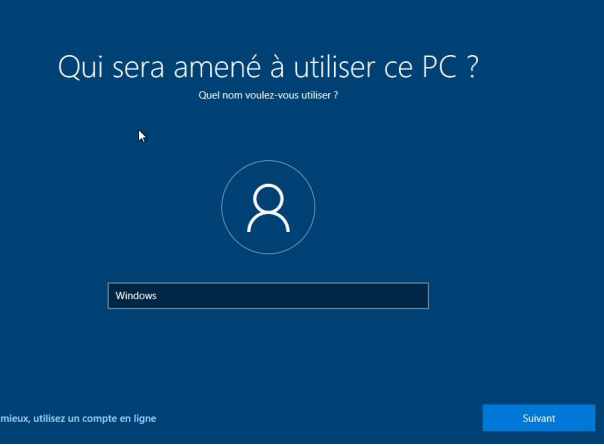 Qui sera amené à utiliser ce PC ?
Quel nom voulez-vous utiliser ?
Windows
mieux, utilisez un compte en ligne
Suivant